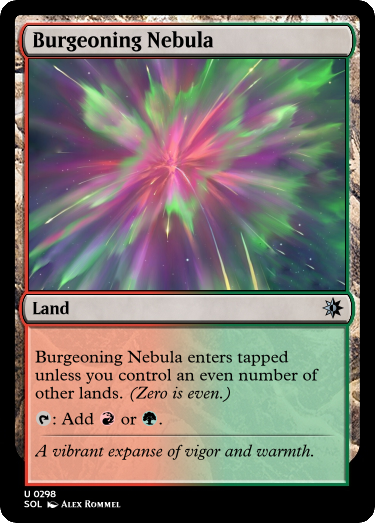 Burgeoning Nebula
Land
Burgeoning Nebula enters tapped
unless you control an even number of
other lands. (Zero is even.)
: Add or .
A vibrant expanse of vigor and warmth.
U 0298
SOL Alex Rommel